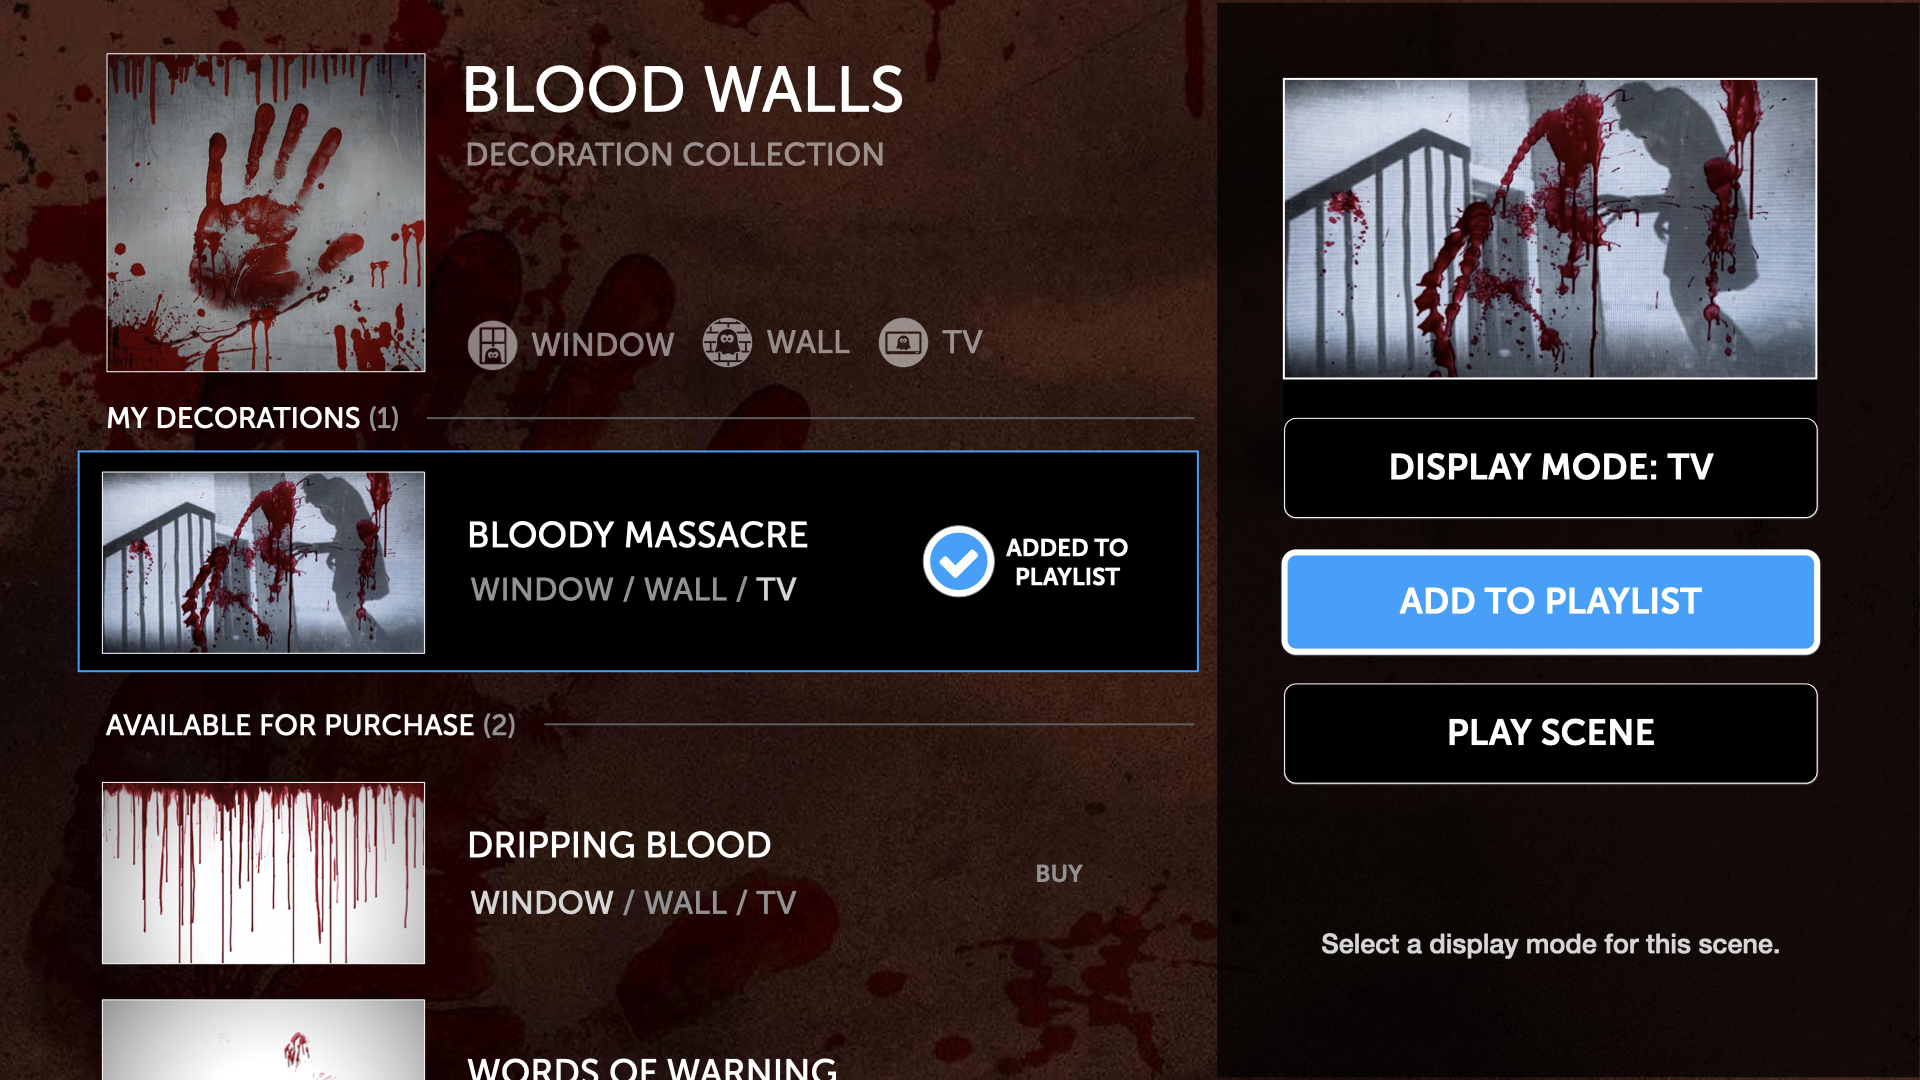 BLOOD WALLS
DECORATION COLLECTION
WINDOW WALL TV
MY DECORATIONS (1)
BLOODY MASSACRE
WINDOW / WALL / TV
ADDED TO
PLAYLIST
AVAILABLE FOR PURCHASE (2)
DRIPPING BLOOD
WINDOW / WALL / TV
BUY
WORDS OF WARNING
DISPLAY MODE: TV
ADD TO PLAYLIST
PLAY SCENE
Select a display mode for this scene.